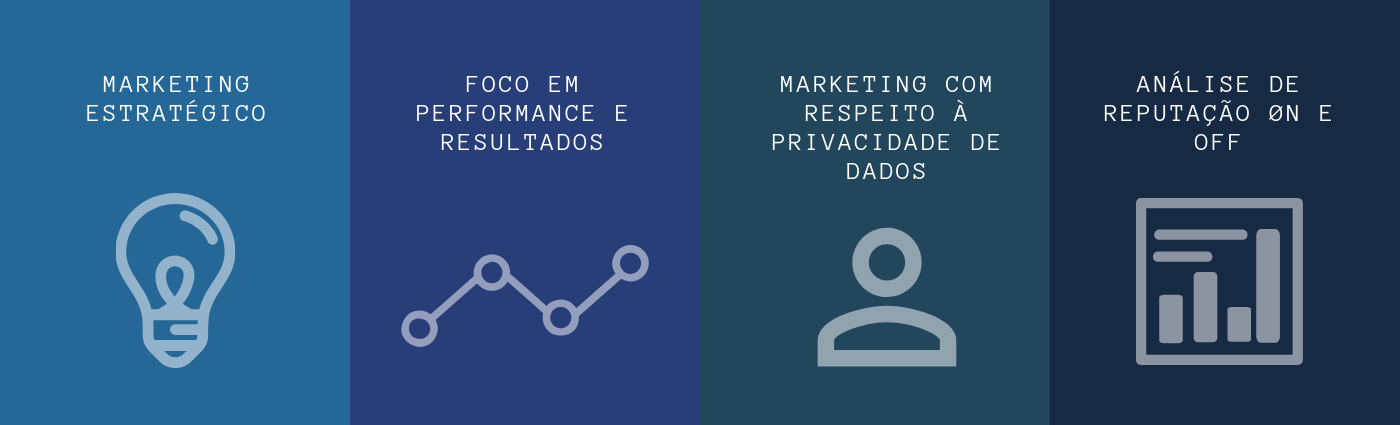 MARKETING
ESTRATÉGICO
FOCO EM
PERFORMANCE E
RESULTADOS
MARKETING COM
RESPEITO À
PRIVACIDADE DE
DADOS
ANÁLISE DE
REPUTAÇÃO ØN E
OFF